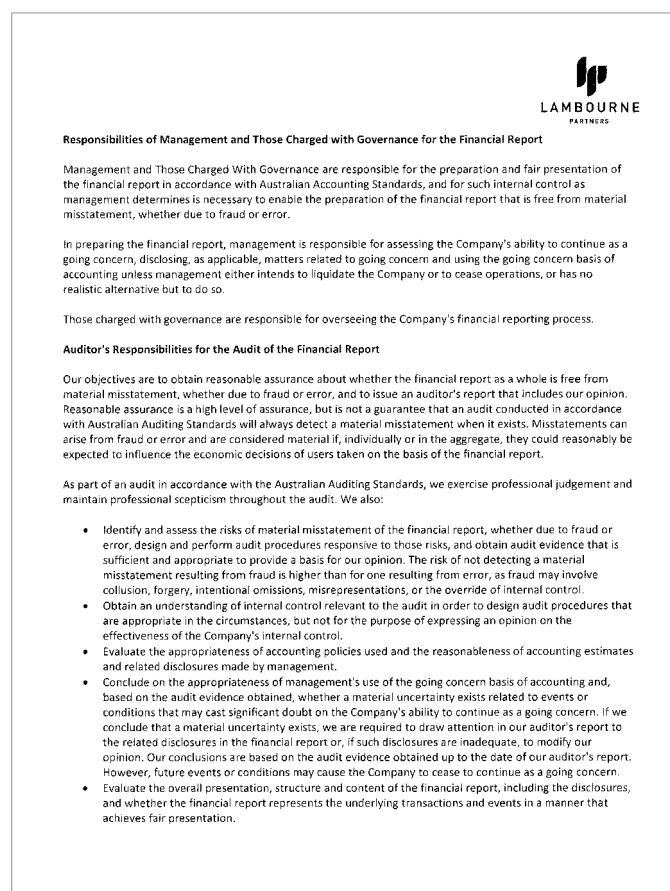 LAMBOURNE
PARTNERS
Responsibilities of Management and Those Charged with Governance for the Financial Report
Management and Those Charged With Governance are responsible for the preparation and fair presentation of
the financial report in accordance with Australian Accounting Standards, and for such internal control as
management determines is necessary to enable the preparation of the financial report that is free from material
misstatement, whether due to fraud or error.
In preparing the financial report, management is responsible for assessing the Company's ability to continue as a
going concern, disclosing, as applicable, matters related to going concern and using the going concern basis of
accounting unless management either intends to liquidate the Company or to cease operations, or has no
realistic alternative but to do so.
Those charged with governance are responsible for overseeing the Company's financial reporting process.
Auditor's Responsibilities for the Audit of the Financial Report
Our objectives are to obtain reasonable assurance about whether the financial report as a whole is free from
material misstatement, whether due to fraud or error, and to issue an auditor's report that includes our opinion.
Reasonable assurance is a high level of assurance, but is not a guarantee that an audit conducted in accordance
with Australian Auditing Standards will always detect a material misstatement when it exists. Misstatements can
arise from fraud or error and are considered material if, individually or in the aggregate, they could reasonably be
expected to influence the economic decisions of users taken on the basis of the financial report.
As part of an audit in accordance with the Australian Auditing Standards, we exercise professional judgement and
maintain professional scepticism throughout the audit. We also:
• Identify and assess the risks of material misstatement of the financial report, whether due to fraud or
error, design and perform audit procedures responsive to those risks, and obtain audit evidence that is
sufficient and appropriate to provide a basis for our opinion. The risk of not detecting a material
misstatement resulting from fraud is higher than for one resulting from error, as fraud may involve
collusion, forgery, intentional omissions, misrepresentations, or the override of internal control.
• Obtain an understanding of internal control relevant to the audit in order to design audit procedures that
are appropriate in the circumstances, but not for the purpose of expressing an opinion on the
effectiveness of the Company's internal control.
• Evaluate the appropriateness of accounting policies used and the reasonableness of accounting estimates
and related disclosures made by management.
• Conclude on the appropriateness of management's use of the going concern basis of accounting and,
based on the audit evidence obtained, whether a material uncertainty exists related to events or
conditions that may cast significant doubt on the Company's ability to continue as a going concern. If we
conclude that a material uncertainty exists, we are required to draw attention in our auditor's report to
the related disclosures in the financial report or, if such disclosures are inadequate, to modify our
opinion. Our conclusions are based on the audit evidence obtained up to the date of our auditor's report.
However, future events or conditions may cause the Company to cease to continue as a going concern.
• Evaluate the overall presentation, structure and content of the financial report, including the disclosures,
and whether the financial report represents the underlying transactions and events in a manner that
achieves fair presentation.